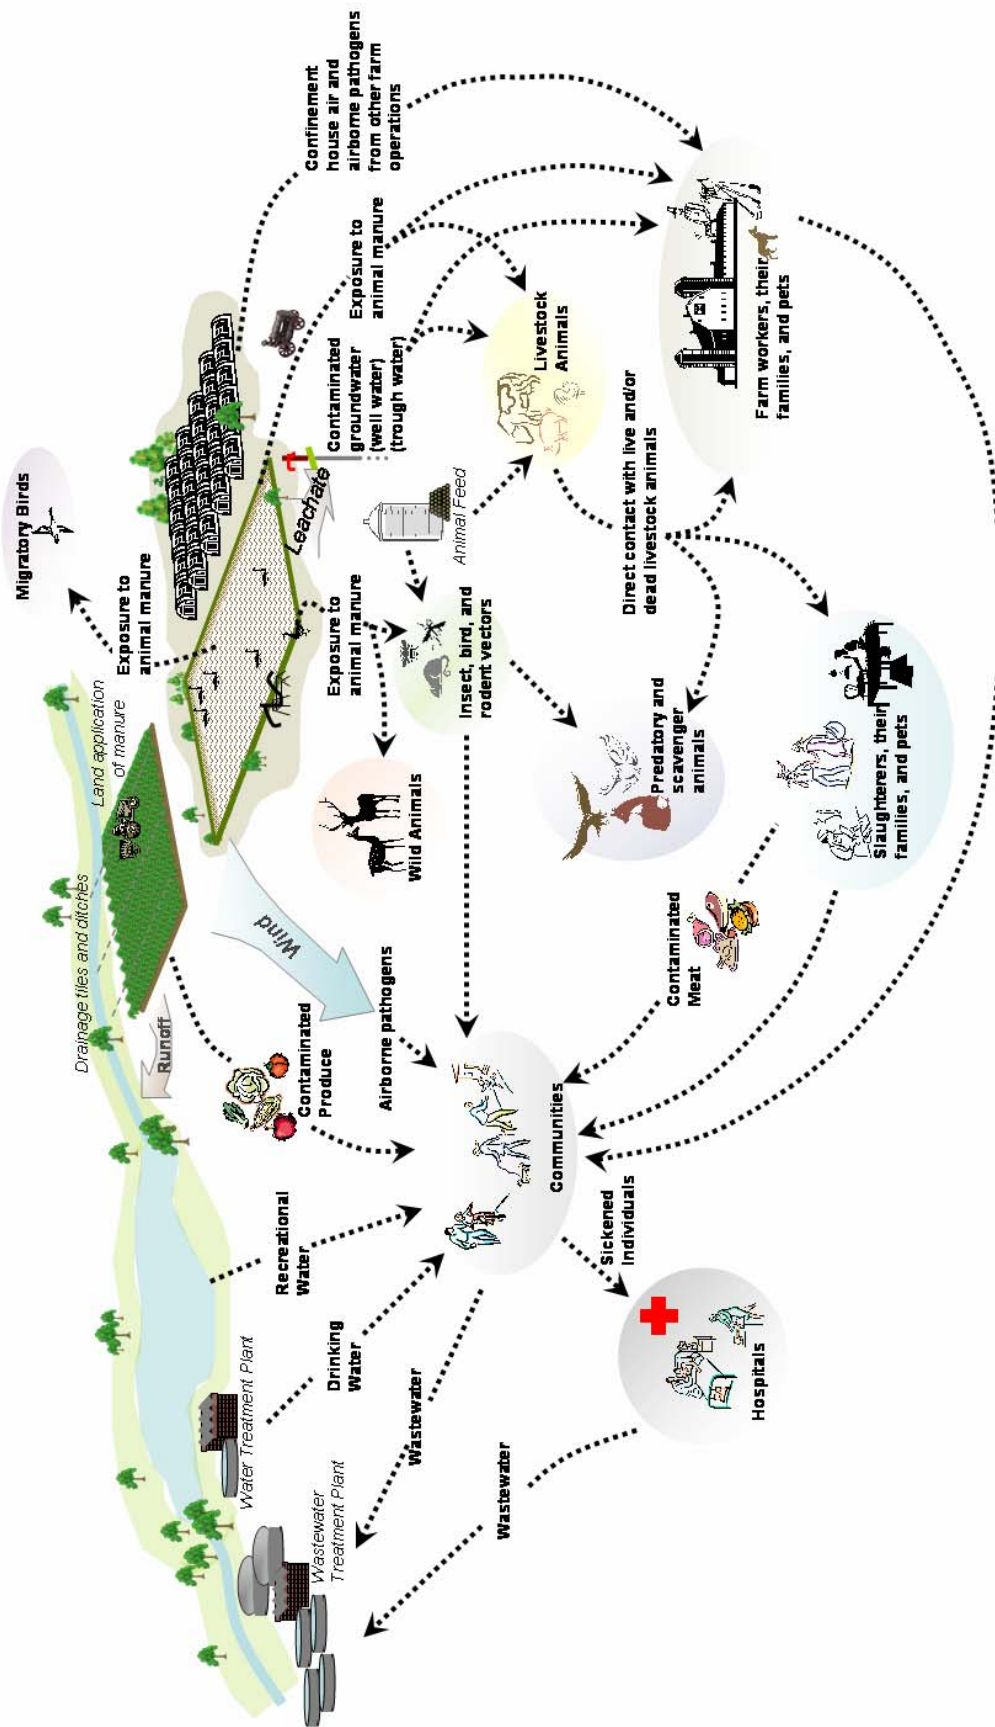 Migratory Birds
Exposure to
animal manure
Land application
of manure
Drainage tiles and ditches
Runoff
Wind
Leachate
Confinement
house air and
airborne pathogens
from other farm
operations
Exposure to
animal manure
Contaminated
groundwater
(well water)
(trough water)
Exposure to
animal manure
Animal Feed
Livestock
Animals
Insect, bird, and
rodent vectors
Wild Animals
Direct contact with live and/or
dead livestock animals
Farm workers, their
families, and pets
Predatory and
scavenger
animals
Slaughterers, their
families, and pets
Contaminated
Meat
Airborne pathogens
Contaminated
Produce
Communities
Recreational
Water
Drinking
Water
Water Treatment Plant
Wastewater
Treatment Plant
Wastewater
Wastewater
Sickened
Individuals
Hospitals